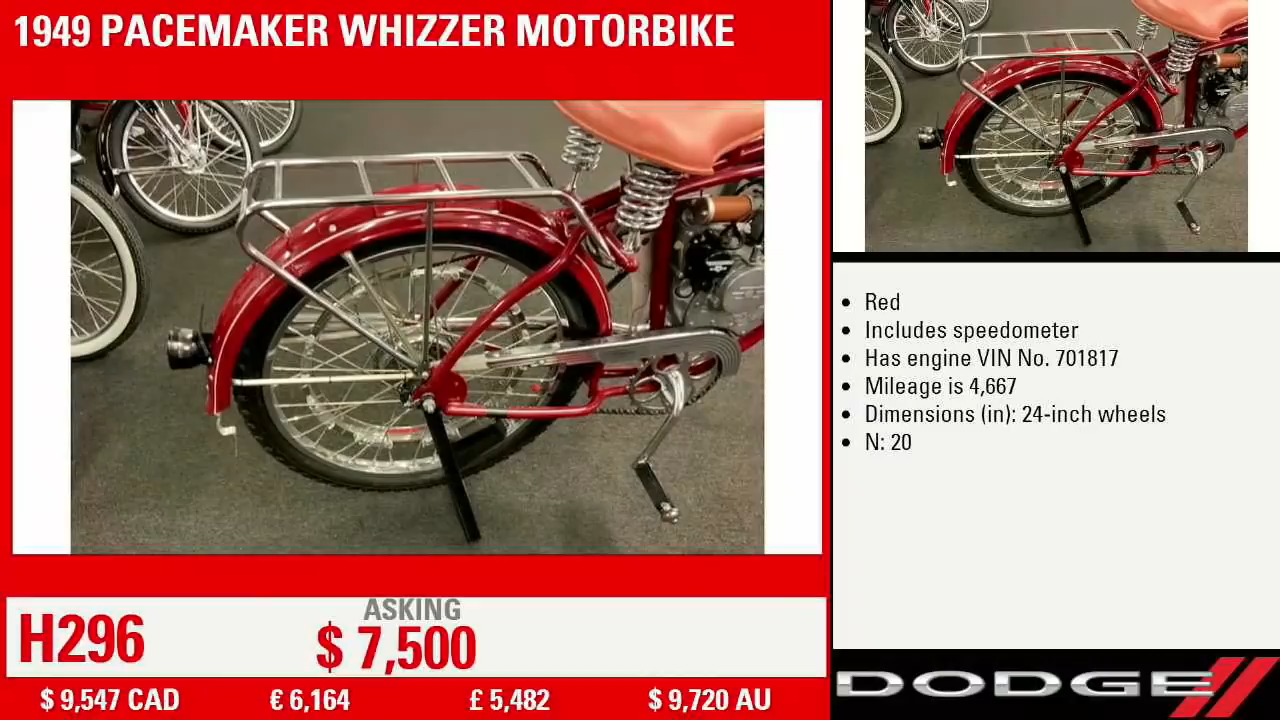 1949 PACEMAKER WHIZZER MOTORBIKE
• Red
• Includes speedometer
• Has engine VIN No. 701817
• Mileage is 4,667
• Dimensions (in): 24-inch wheels
• N: 20
H296
ASKING
$ 7,500
$ 9,547 CAD € 6,164 £ 5,482 $ 9,720 AU
DODGE